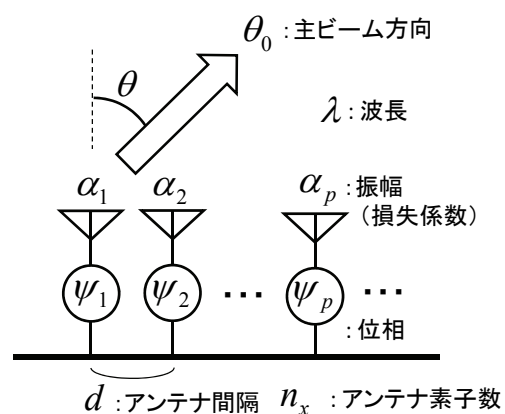 θ₀ :主ビーム方向
θ
λ :波長
α₁ α₂ αₚ :振幅
(損失係数)
ψ₁ ψ₂ … ψₚ …
:位相
d :アンテナ間隔 nₓ :アンテナ素子数